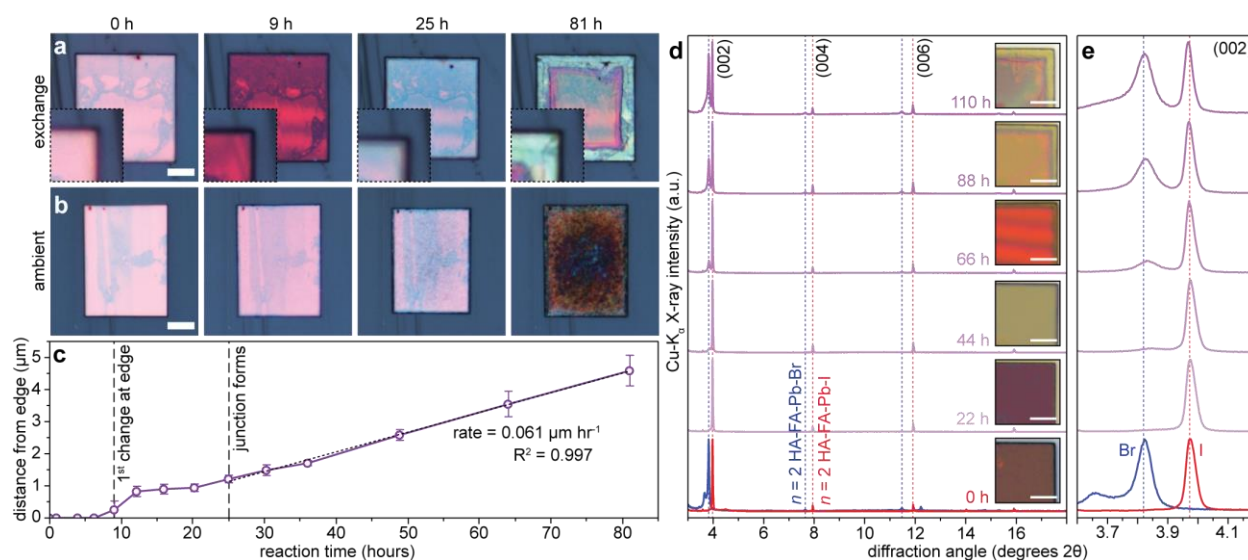 0 h 9 h 25 h 81 h
a
exchange
b
ambient
c
distance from edge (μm)
5
4
3
2
1
0
1st change at edge
junction forms
rate = 0.061 μm hr⁻¹
R² = 0.997
0 10 20 30 40 50 60 70 80
reaction time (hours)
d
Cu-Kα X-ray intensity (a.u.)
(002)
(004)
(006)
110 h
88 h
66 h
44 h
22 h
0 h
n = 2 HA-FA-Pb-Br
n = 2 HA-FA-Pb-I
4 6 8 10 12 14 16
diffraction angle (degrees 2θ)
e
(002
Br
I
3.7 3.9 4.1